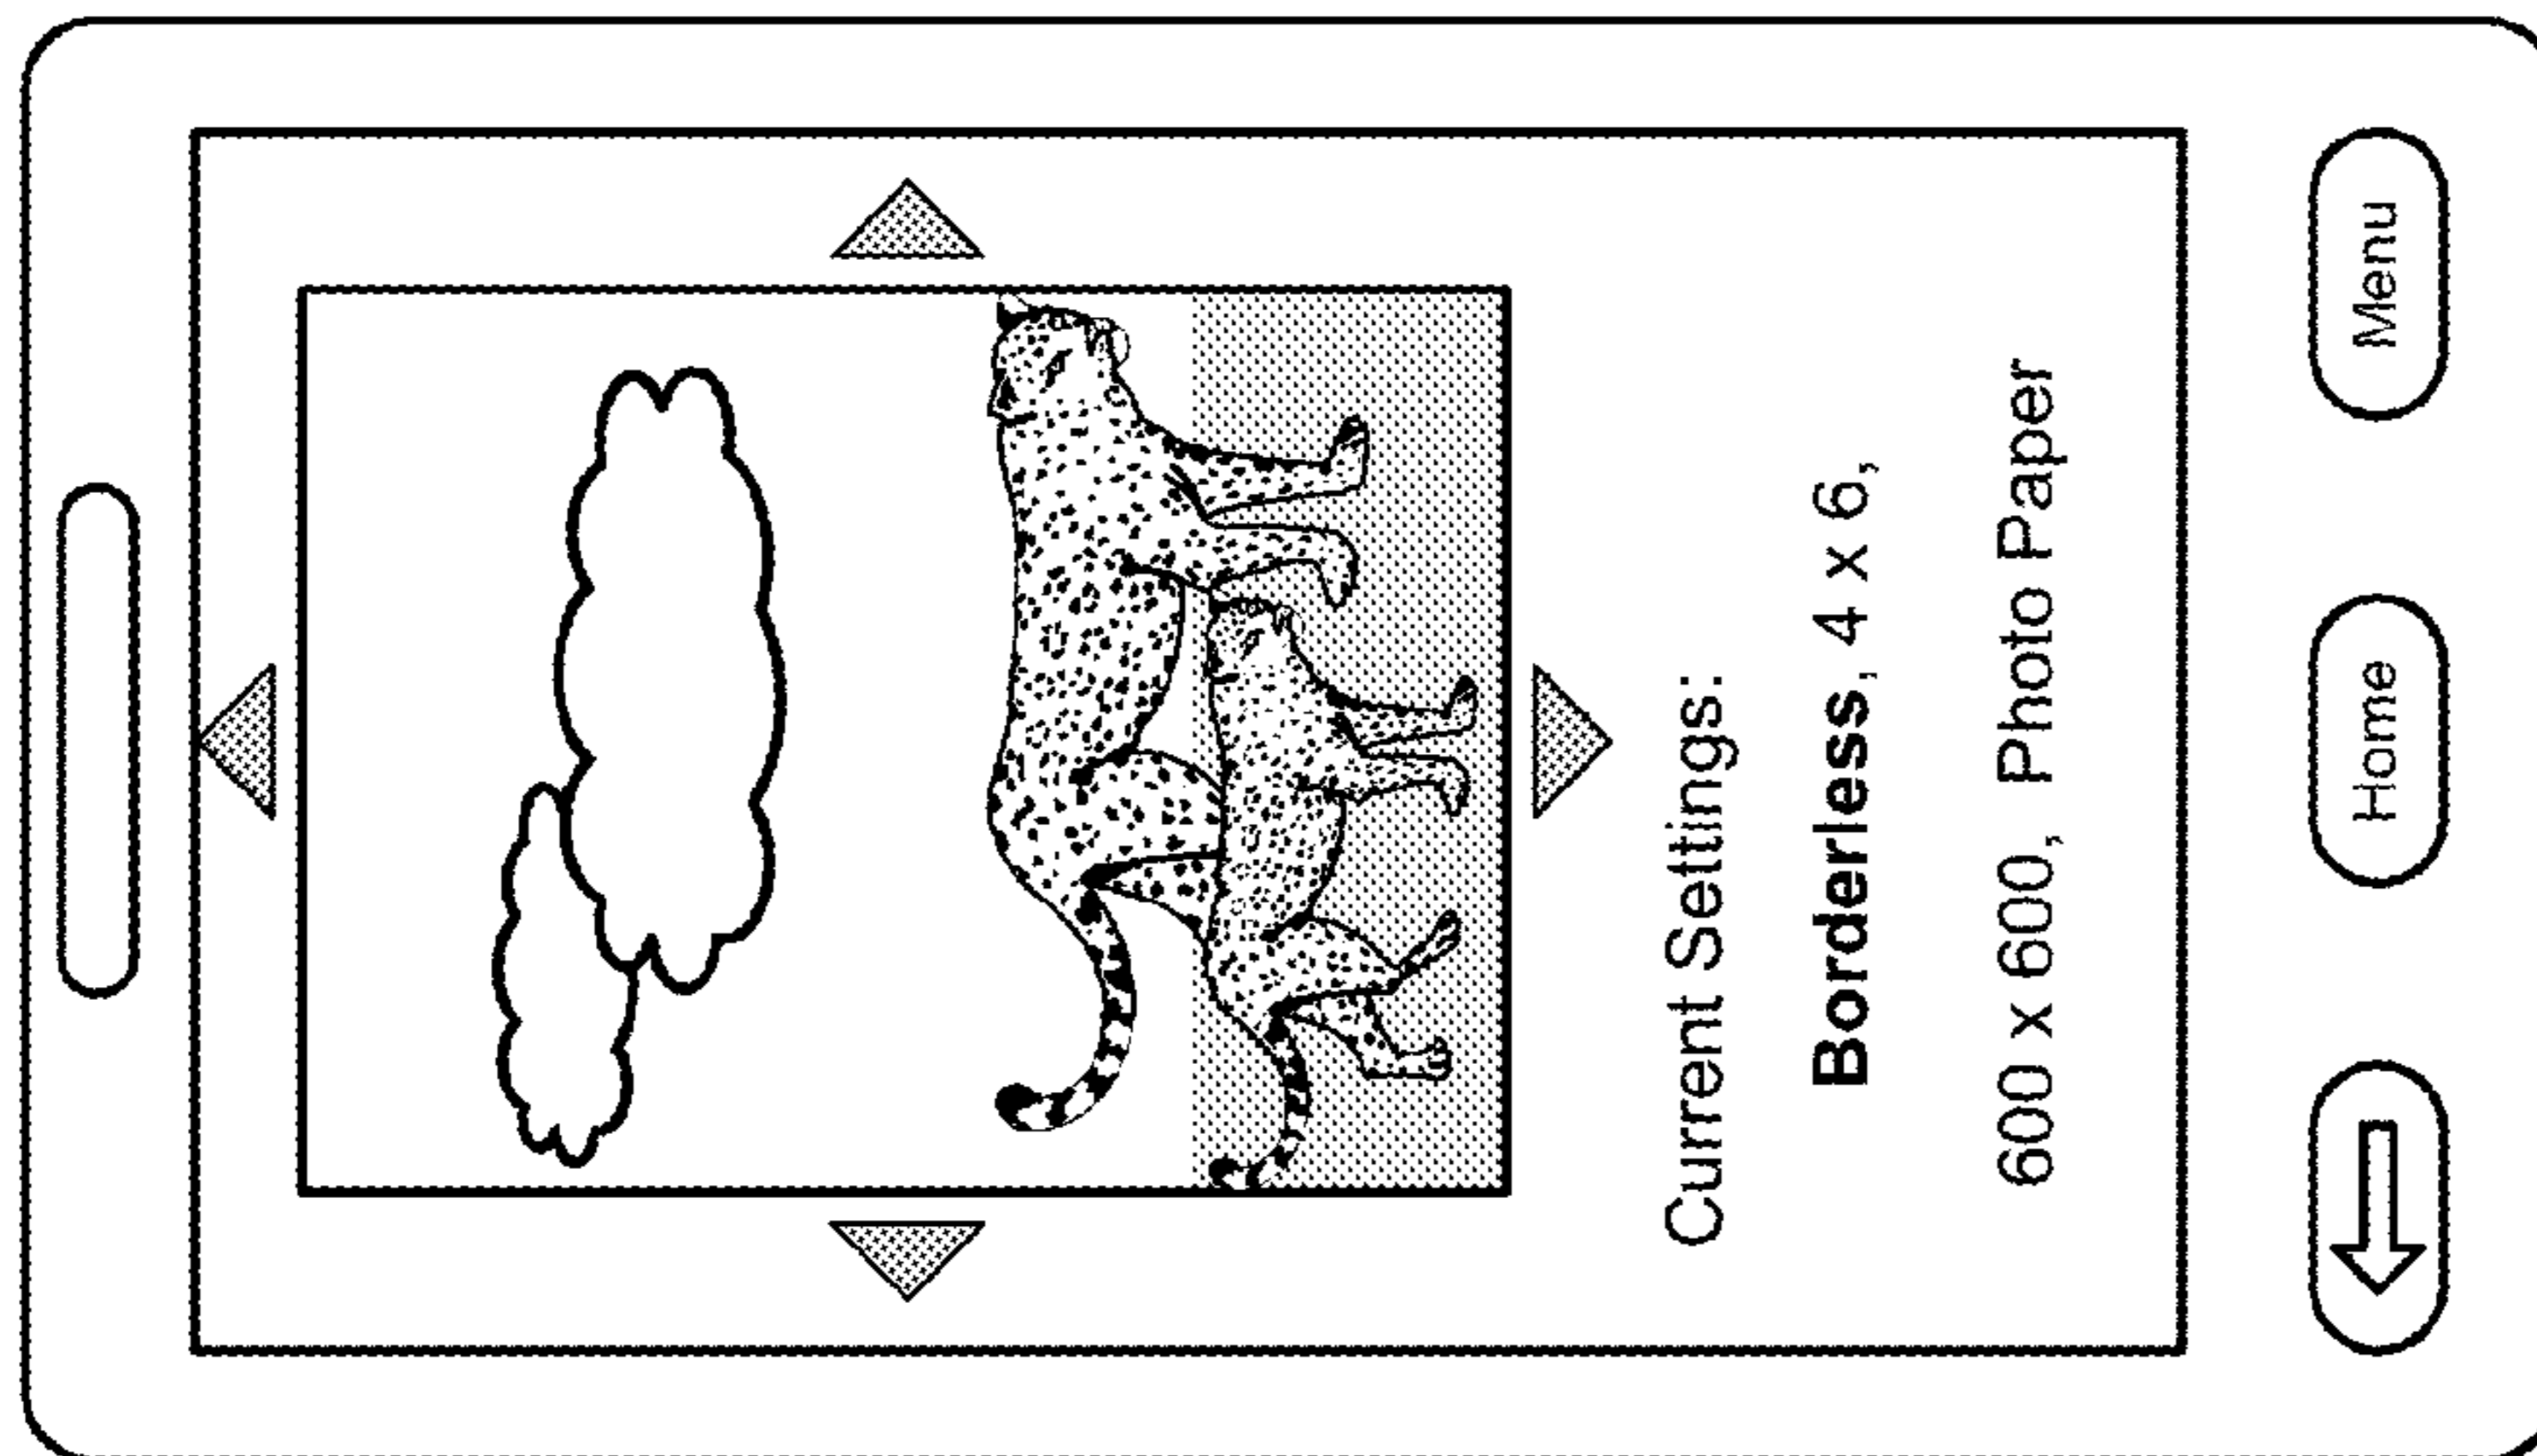 Current Settings:
Borderless, 4 x 6,
600 x 600, Photo Paper
Home
Menu